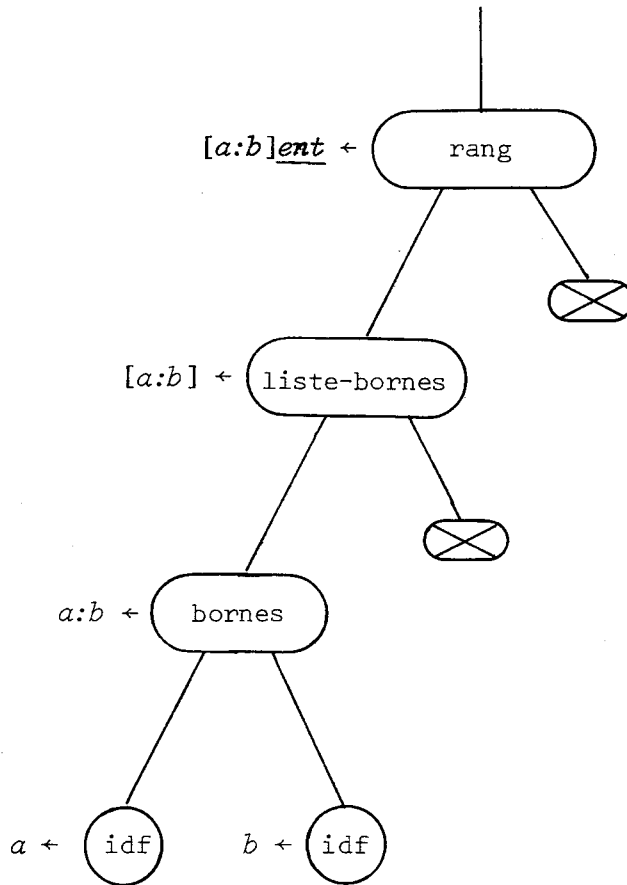 [a:b]ent ← rang
[a:b] ← liste-bornes
a:b ← bornes
a ← idf b ← idf